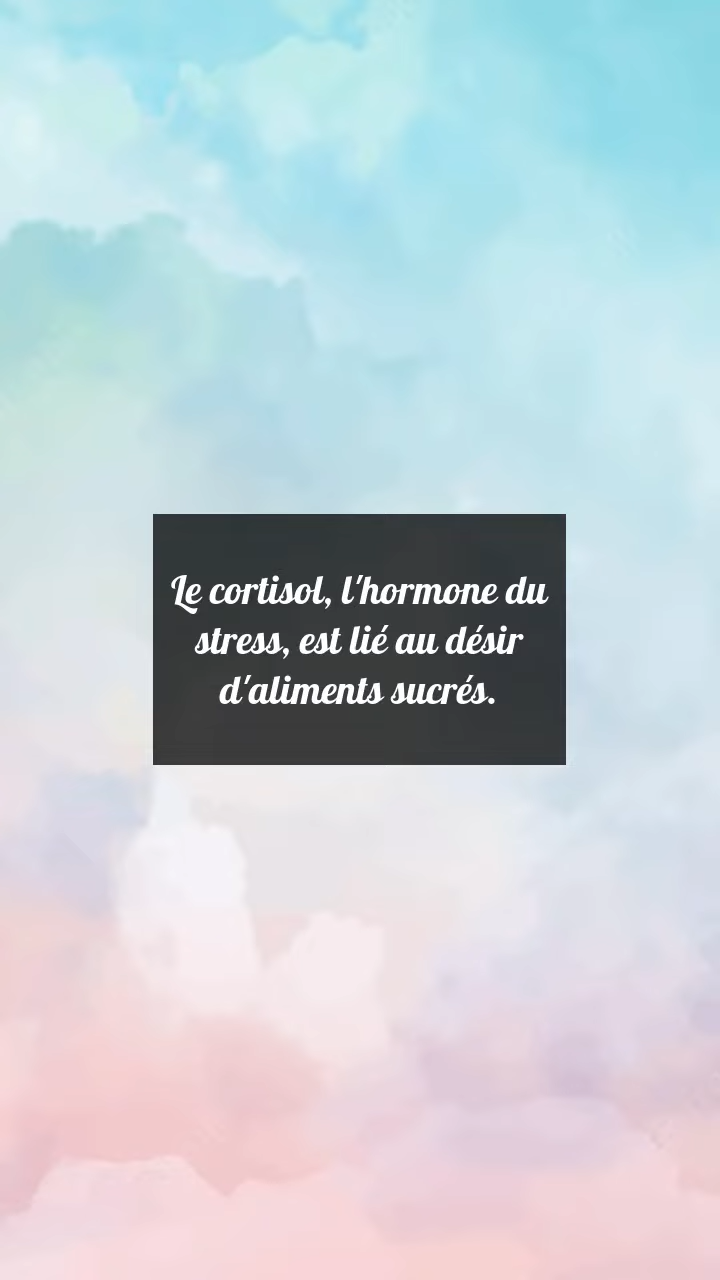 Le cortisol, l'hormone du
stress, est lié au désir
d'aliments sucrés.